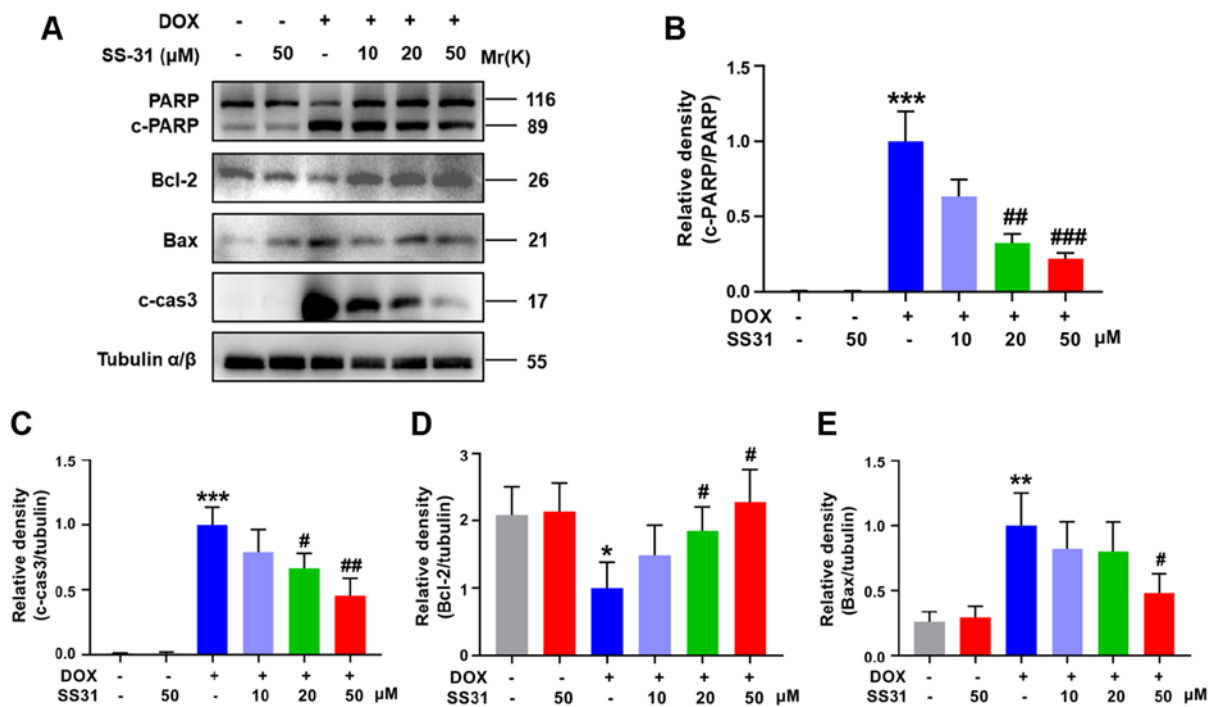 A
DOX - - + + + +
SS-31 (μM) - 50 - 10 20 50 Mr(K)
PARP 116
c-PARP 89
Bcl-2 26
Bax 21
c-cas3 17
Tubulin α/β 55
B
Relative density
(c-PARP/PARP)
1.5
1.0
0.5
0.0
***
##
###
DOX - - + + + +
SS31 - 50 - 10 20 50 μM
C
Relative density
(c-cas3/tubulin)
1.5
1.0
0.5
0.0
***
#
##
DOX - - + + + +
SS31 - 50 - 10 20 50 μM
D
Relative density
(Bcl-2/tubulin)
3
2
1
0
*
#
#
DOX - - + + + +
SS31 - 50 - 10 20 50 μM
E
Relative density
(Bax/tubulin)
1.5
1.0
0.5
0.0
**
#
DOX - - + + + +
SS31 - 50 - 10 20 50 μM